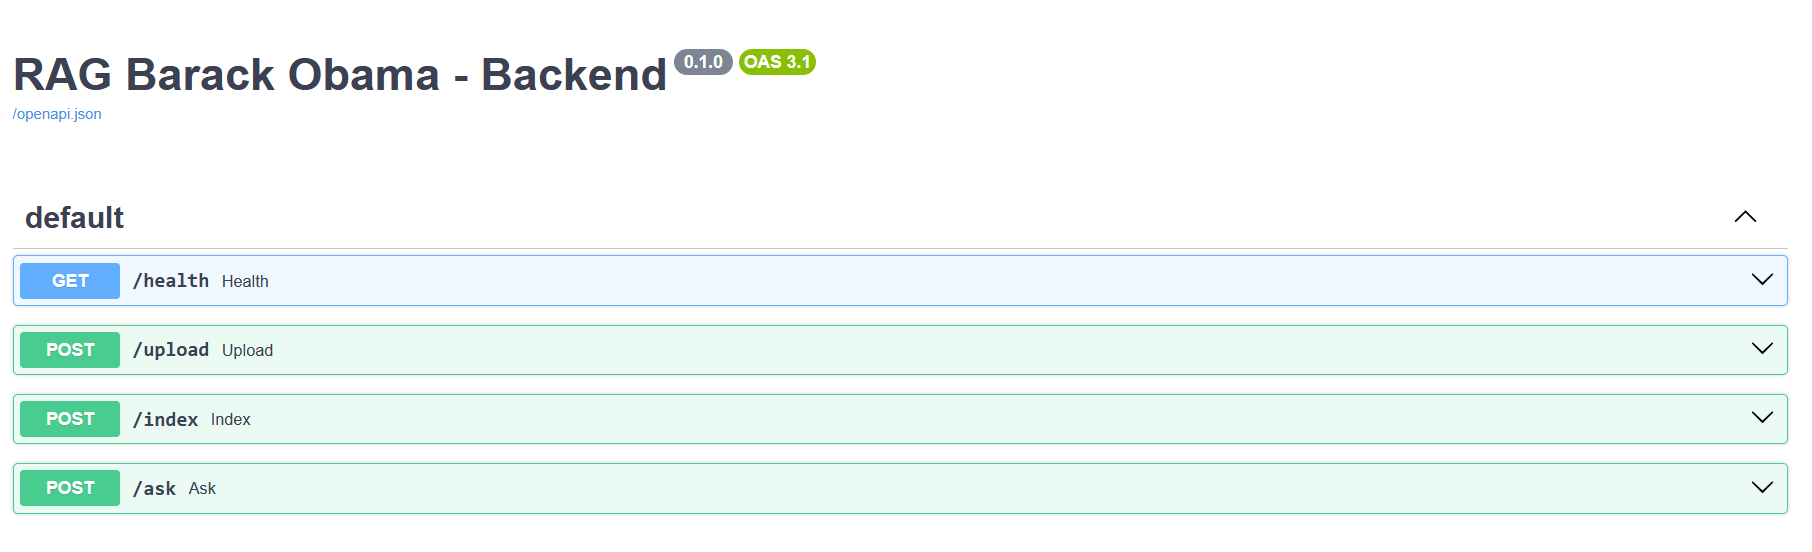 RAG Barack Obama - Backend 0.1.0 OAS 3.1
/openapi.json
default
GET /health Health
POST /upload Upload
POST /index Index
POST /ask Ask